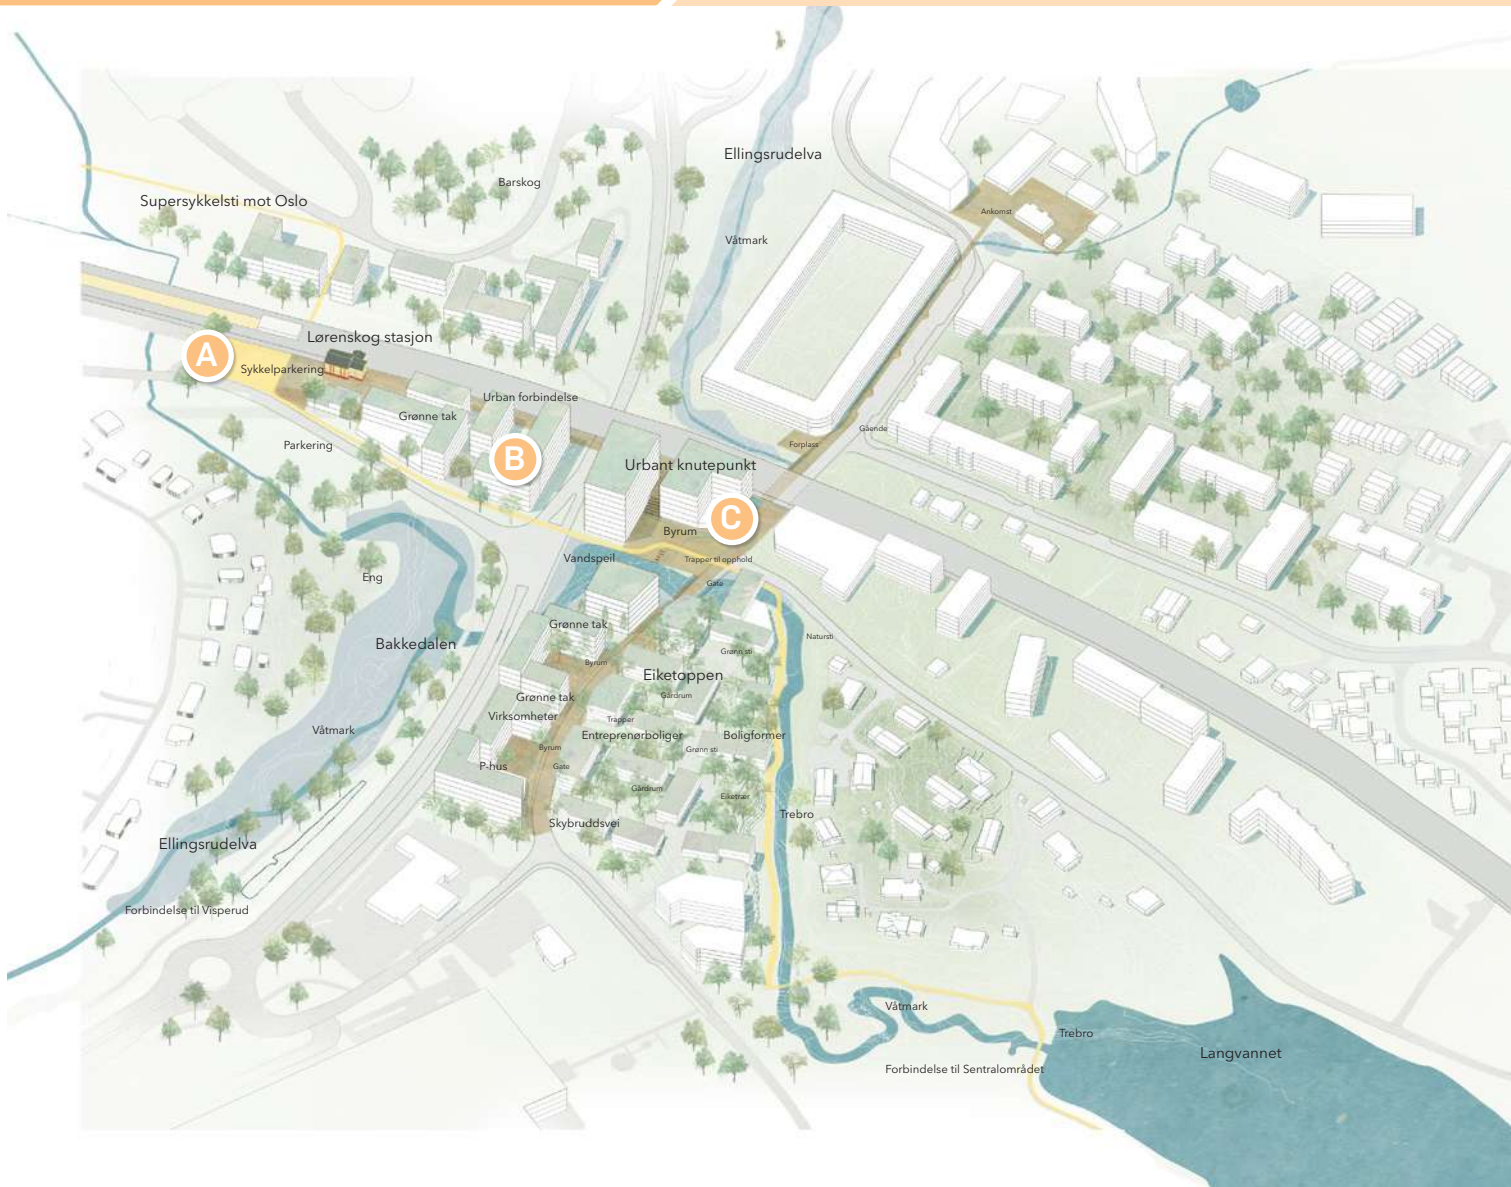 Ellingsrudelva
Barskog
Supersykkelsti mot Oslo
Ankomst
Våtmark
Lørenskog stasjon
A
Sykkelparkering
Urban forbindelse
Grønne tak
Forplass
Gående
Parkering
B
Urbant knutepunkt
C
Byrum
Vandspeil
Trapper til opphold
Eng
Gate
Grønne tak
Natursti
Bakkedalen
Grønn sti
Byrum
Eiketoppen
Grønne tak
Gårdrum
Virksomheter
Trapper
Våtmark
Entreprenørboliger
Boligformer
Byrum
Grønn sti
P-hus
Gate
Gårdrum
Eiketrær
Trebro
Skybruddsvei
Ellingsrudelva
Forbindelse til Visperud
Våtmark
Trebro
Langvannet
Forbindelse til Sentralområdet